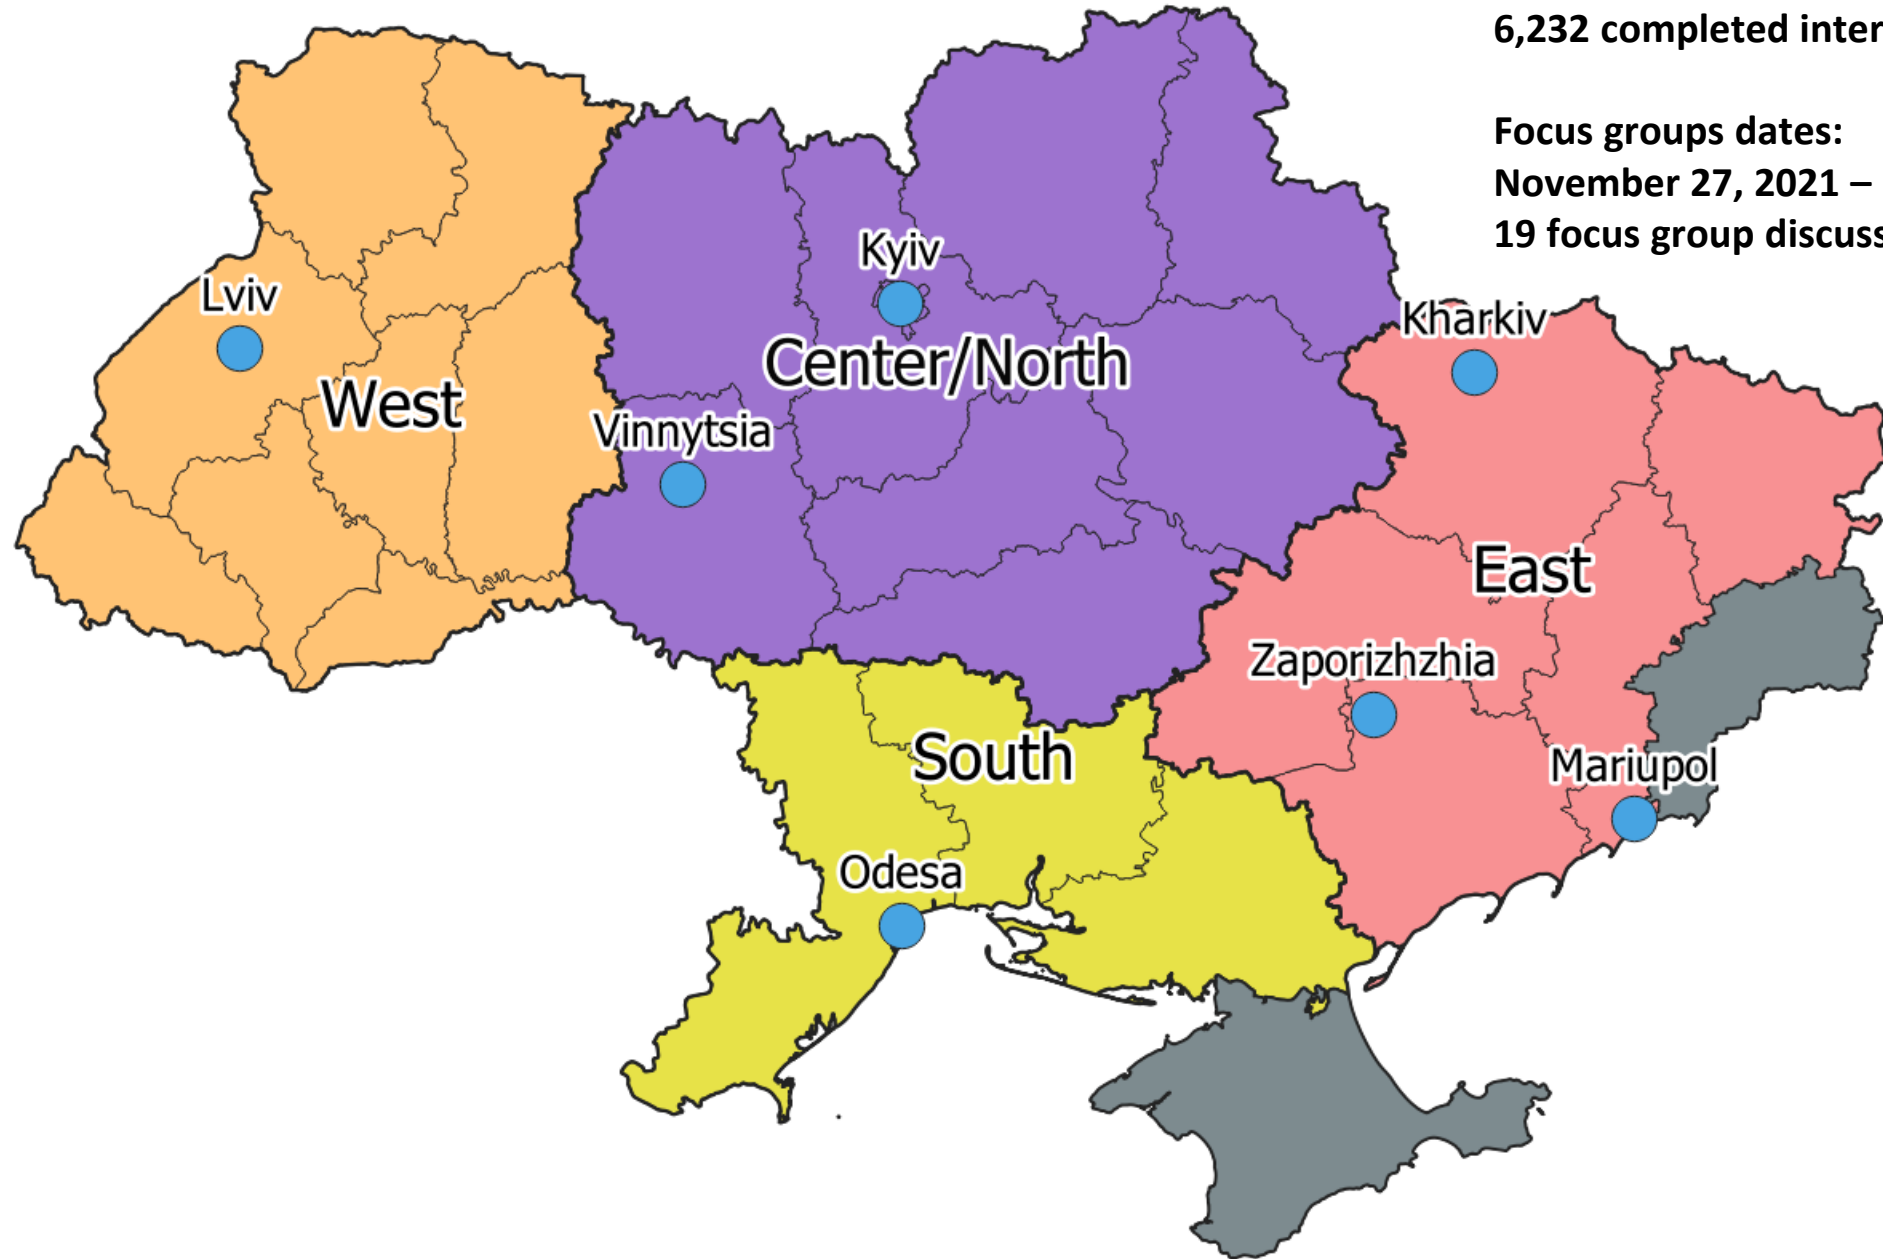 6,232 completed inter
Focus groups dates:
November 27, 2021 –
19 focus group discuss
Kyiv
Lviv
Kharkiv
Center/North
West
Vinnytsia
East
Zaporizhzhia
South
Mariupol
Odesa